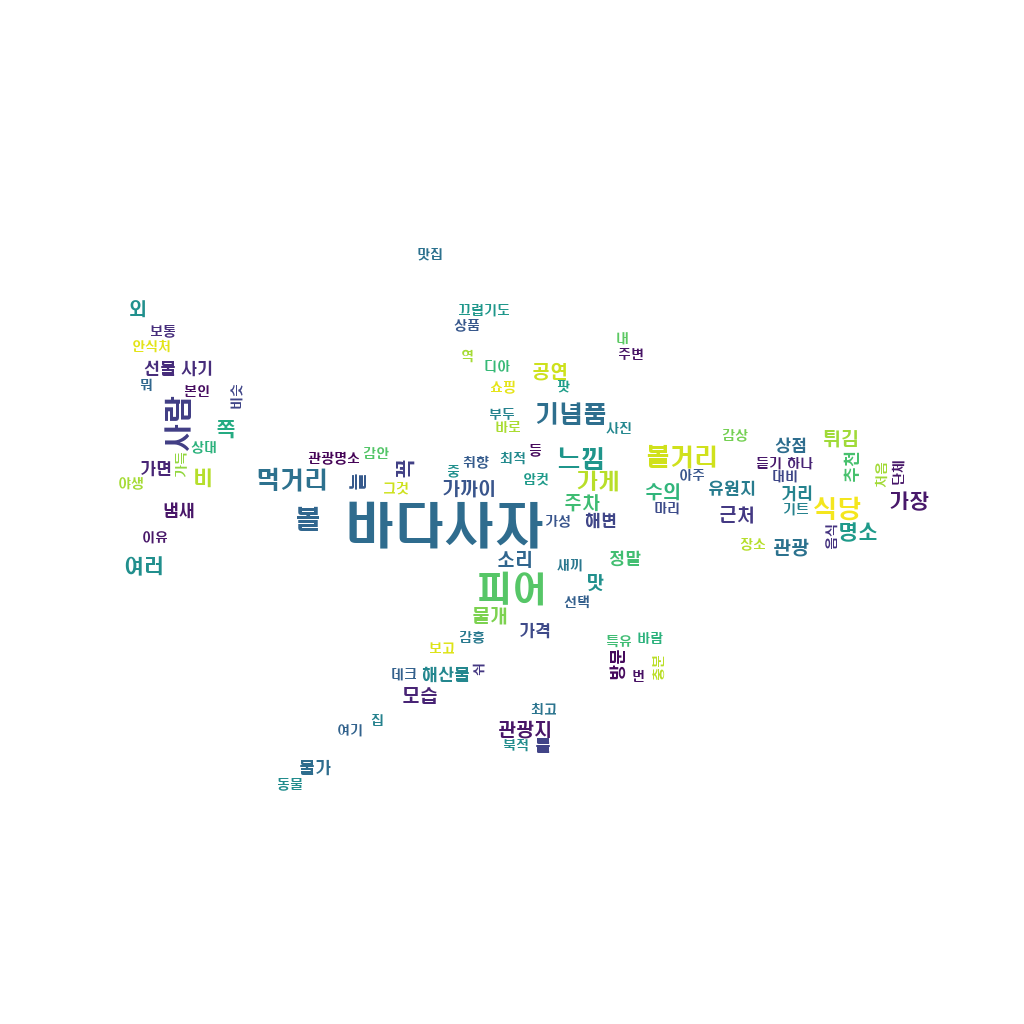 맛집
외
끄럽기도
상품
보통
내
안식처
역
주변
선물 사기
디아
공연
뭐
본인
비슷
쇼핑
팟
사람
부두
기념품
쪽
바로
사진
상대
감상
튀김
관광명소
감안
등
상점
가면
가득
꼭
중
취향
최적
느낌
볼거리
듣기 하나
추천
처음
단체
야생
비
먹거리
들
그것
가까이
암컷
가게
아주
대비
수의
마리
유원지
거리
냄새
볼
바다사자
주차
기트
식당
가장
가성
해변
근처
이유
음식
명소
여러
소리
새끼
정말
장소
관광
피어
맛
선택
물개
가격
감흥
특유
바람
보고
데크
해산물
쉬
방문
번
충분
모습
최고
집
여기
관광지
북적
를
물가
동물